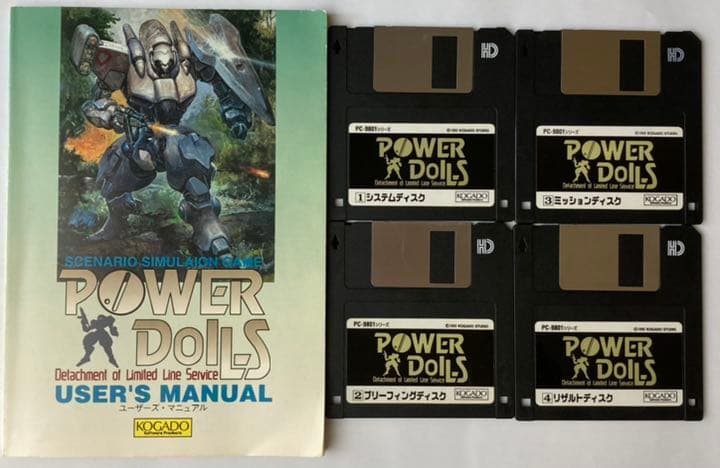 SCENARIO SIMULAION GAME
POWER
DOLLS
Detachment of Limited Line Service
USER'S MANUAL
ユーザーズ・マニュアル
KOGADO
Software Products
HD
PC-9801シリーズ
POWER
DOLLS
Detachment of Limited Line Service
1 システムディスク
KOGADO
HD
PC-9801シリーズ
POWER
DOLLS
Detachment of Limited Line Service
3 ミッションディスク
KOGADO
HD
PC-9801シリーズ
POWER
DOLLS
Detachment of Limited Line Service
2 ブリーフィングディスク
KOGADO
HD
PC-9801シリーズ
POWER
DOLLS
Detachment of Limited Line Service
4 リザルトディスク
KOGADO